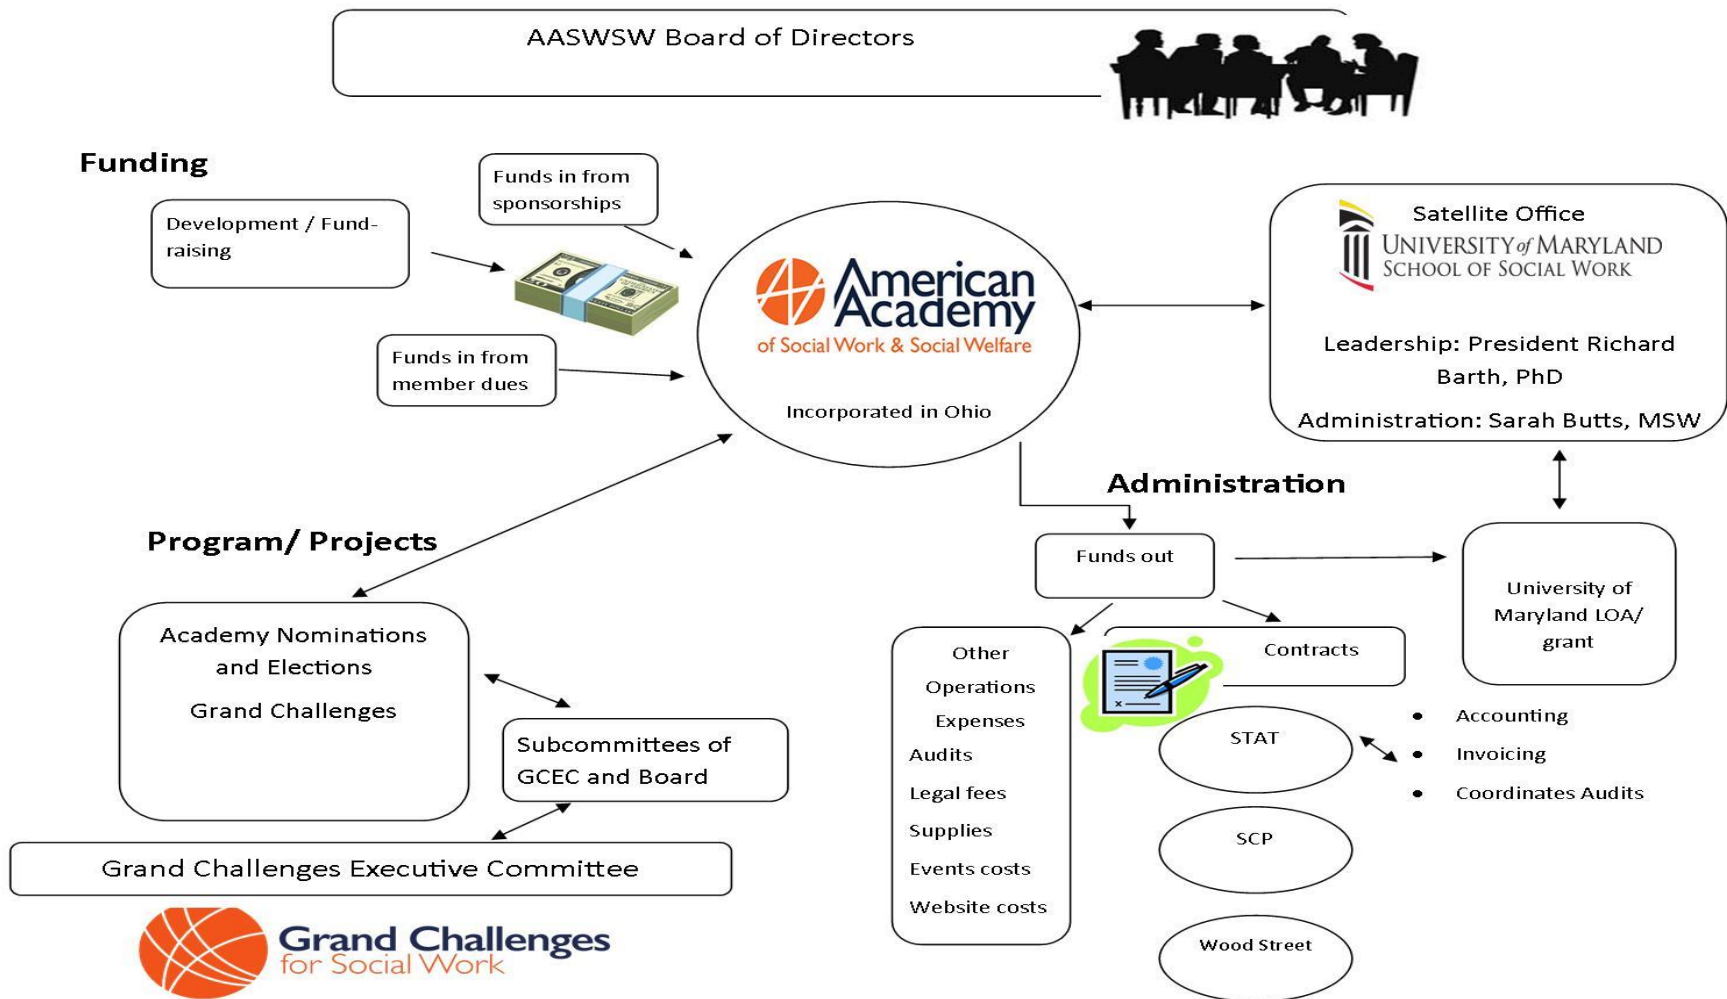 AASWSW Board of Directors
Funding
Funds in from
sponsorships
Development / Fund-
raising
Funds in from
member dues
American
Academy
of Social Work & Social Welfare
Incorporated in Ohio
Satellite Office
UNIVERSITY of MARYLAND
SCHOOL OF SOCIAL WORK
Leadership: President Richard
Barth, PhD
Administration: Sarah Butts, MSW
Administration
Funds out
University of
Maryland LOA/
grant
Program/ Projects
Academy Nominations
and Elections
Grand Challenges
Subcommittees of
GCEC and Board
Grand Challenges Executive Committee
Grand Challenges
for Social Work
Other
Operations
Expenses
Audits
Legal fees
Supplies
Events costs
Website costs
Contracts
STAT
SCP
Wood Street
• Accounting
• Invoicing
• Coordinates Audits